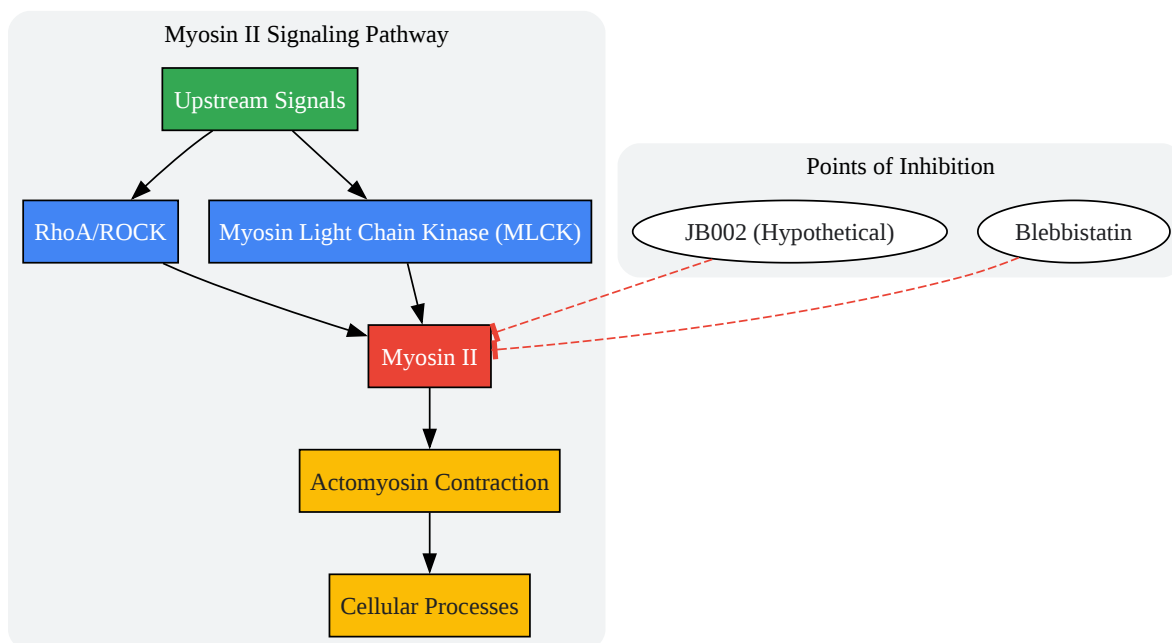 Myosin II Signaling Pathway
Upstream Signals
Points of Inhibition
RhoA/ROCK
Myosin Light Chain Kinase (MLCK)
JB002 (Hypothetical)
Blebbistatin
Myosin II
Actomyosin Contraction
Cellular Processes